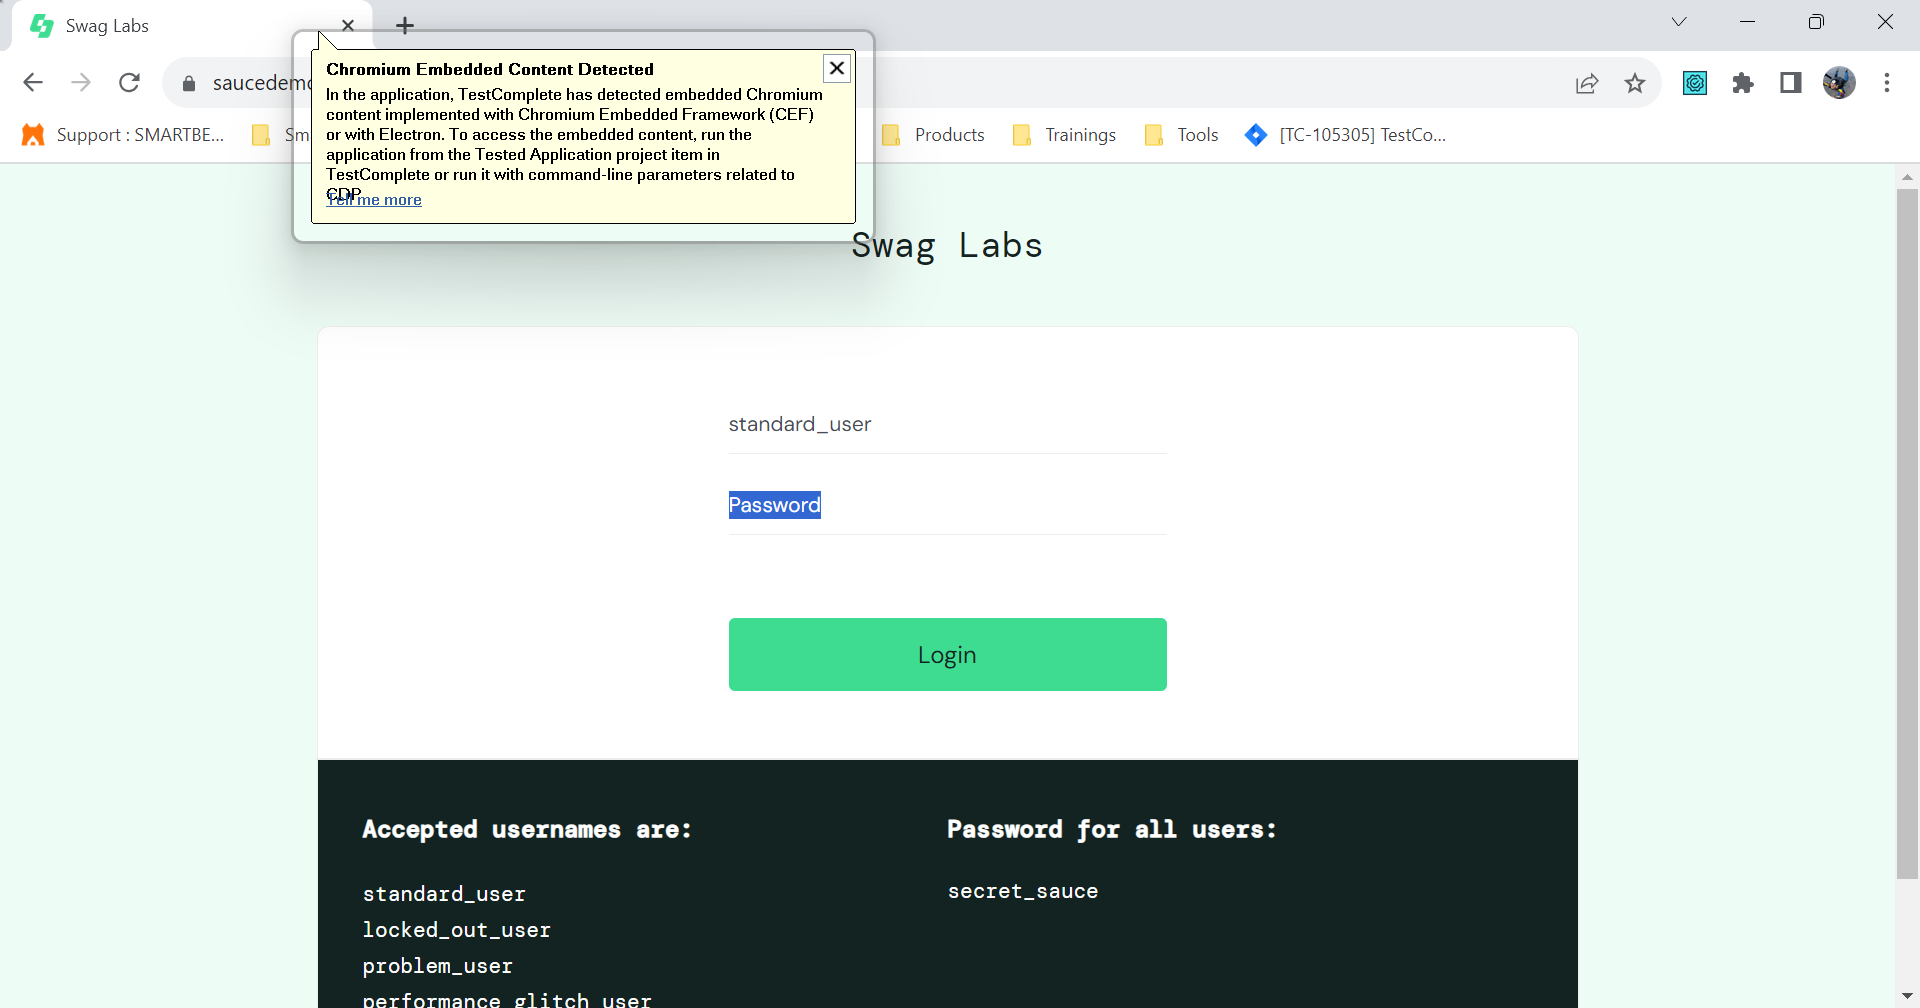 Swag Labs
saucedemo
Chromium Embedded Content Detected
In the application, TestComplete has detected embedded Chromium
content implemented with Chromium Embedded Framework (CEF)
or with Electron. To access the embedded content, run the
application from the Tested Application project item in
TestComplete or run it with command-line parameters related to
CDP
Tell me more
Support : SMARTBE...
Sm
Products
Trainings
Tools
[TC-105305] TestCo...
Swag Labs
standard_user
Password
Login
Accepted usernames are:
standard_user
locked_out_user
problem_user
performance_glitch_user
Password for all users:
secret_sauce